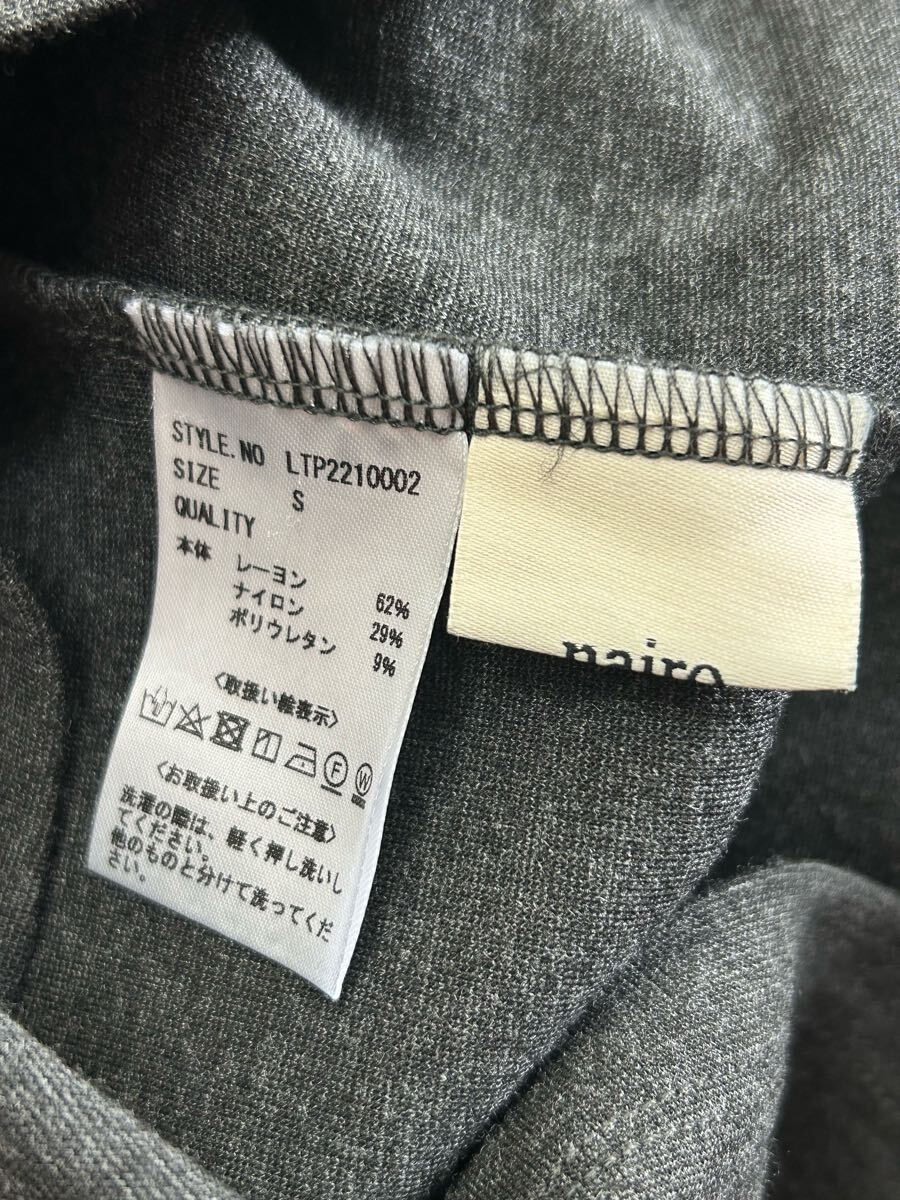 STYLE.NO LTP2210002
SIZE S
QUALITY
本体 レーヨン 62%
ナイロン 29%
ポリウレタン 9%
〈取扱い絵表示〉
F W
〈お取扱い上のご注意〉
洗濯の際は、軽く押し洗いし
てください。
他のものと分けて洗ってくだ
さい。
nairo